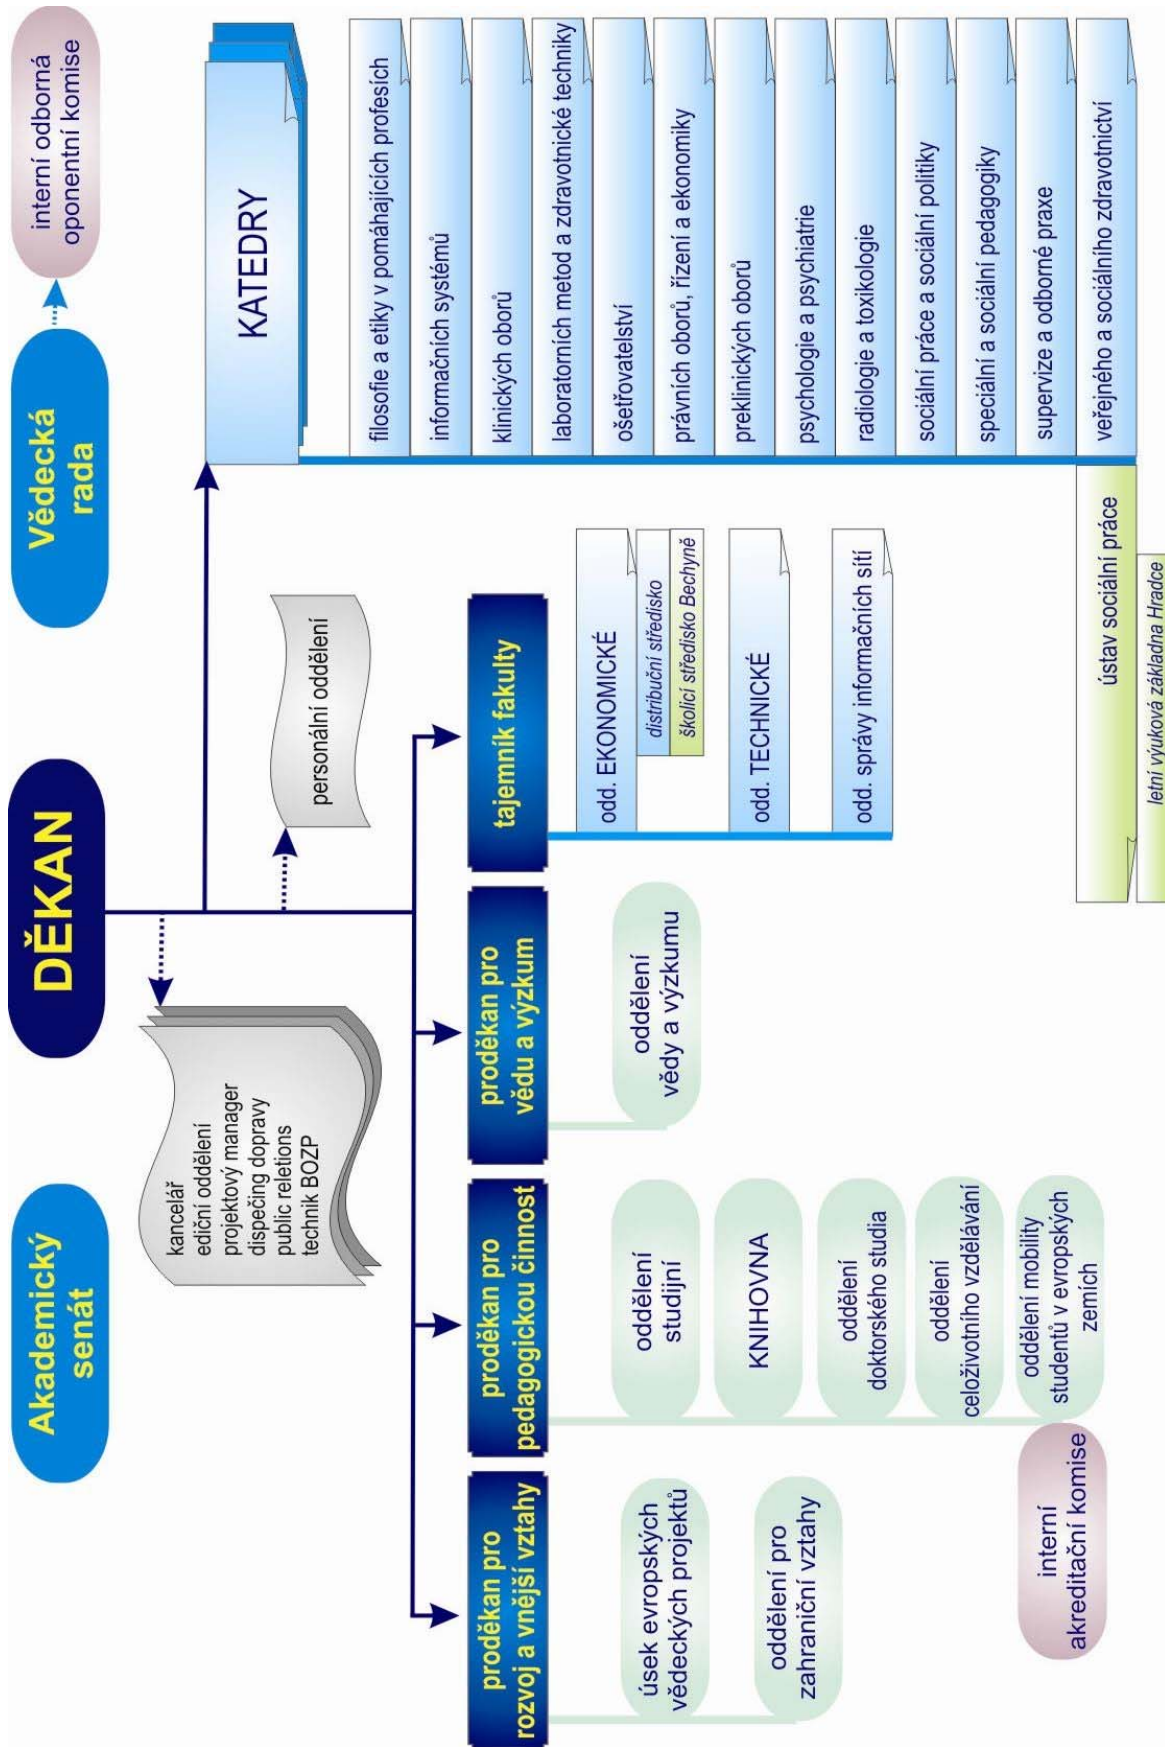 Akademický
senát
DĚKAN
Vědecká
rada
interní odborná
oponentní komise
kancelář
ediční oddělení
projektový manager
dispečing dopravy
public reletions
technik BOZP
personální oddělení
KATEDRY
filosofie a etiky v pomáhajících profesích
informačních systémů
klinických oborů
laboratorních metod a zdravotnické techniky
ošetřovatelství
právních oborů, řízení a ekonomiky
preklinických oborů
psychologie a psychiatrie
radiologie a toxikologie
sociální práce a sociální politiky
speciální a sociální pedagogiky
supervize a odborné praxe
veřejného a sociálního zdravotnictví
ústav sociální práce
letní výuková základna Hradce
proděkan pro
rozvoj a vnější vztahy
úsek evropských
vědeckých projektů
oddělení pro
zahraniční vztahy
proděkan pro
pedagogickou činnost
oddělení
studijní
KNIHOVNA
oddělení
doktorského studia
oddělení
celoživotního vzdělávání
oddělení mobility
studentů v evropských
zemích
interní
akreditační komise
proděkan pro
vědu a výzkum
oddělení
vědy a výzkumu
tajemník fakulty
odd. EKONOMICKÉ
distribuční středisko
školicí středisko Bechyně
odd. TECHNICKÉ
odd. správy informačních sítí